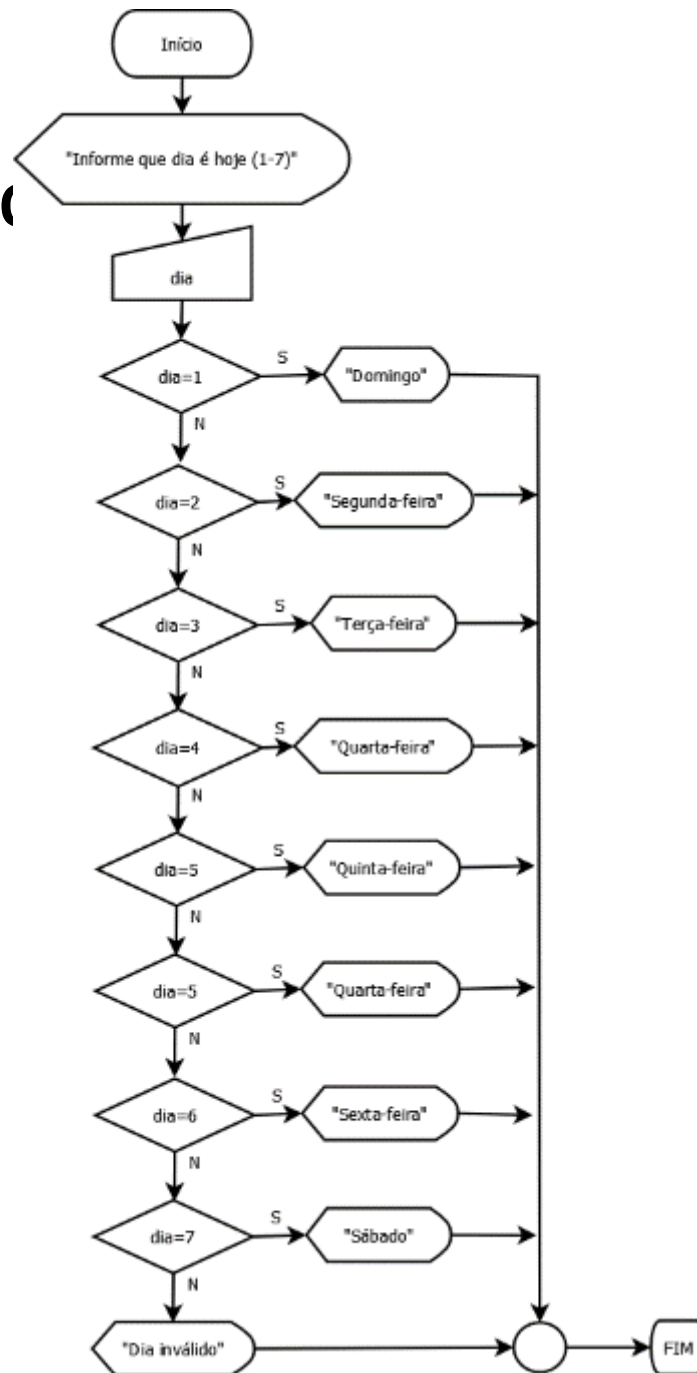 Início
"Informe que dia é hoje (1-7)"
dia
dia=1
S
"Domingo"
N
dia=2
S
"Segunda-feira"
N
dia=3
S
"Terça-feira"
N
dia=4
S
"Quarta-feira"
N
dia=5
S
"Quinta-feira"
N
dia=5
S
"Quarta-feira"
N
dia=6
S
"Sexta-feira"
N
dia=7
S
"Sábado"
N
"Dia inválido"
FIM